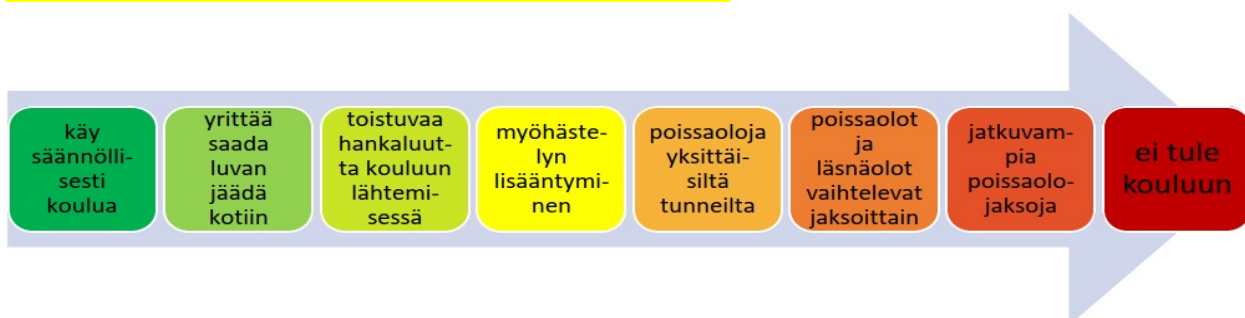 käy
säännölli-
sesti
koulua
yrittää
saada
luvan
jäädä
kotiin
toistuvaa
hankaluut-
ta kouluun
lähtemi-
sessä
myöhäste-
lyn
lisääntymi-
nen
poissaoloja
yksittäi-
siltä
tunneilta
poissaolot
ja
läsnäolot
vaihtelevat
jaksoittain
jatkuvam-
pia
poissaolo-
jaksoja
ei tule
kouluun